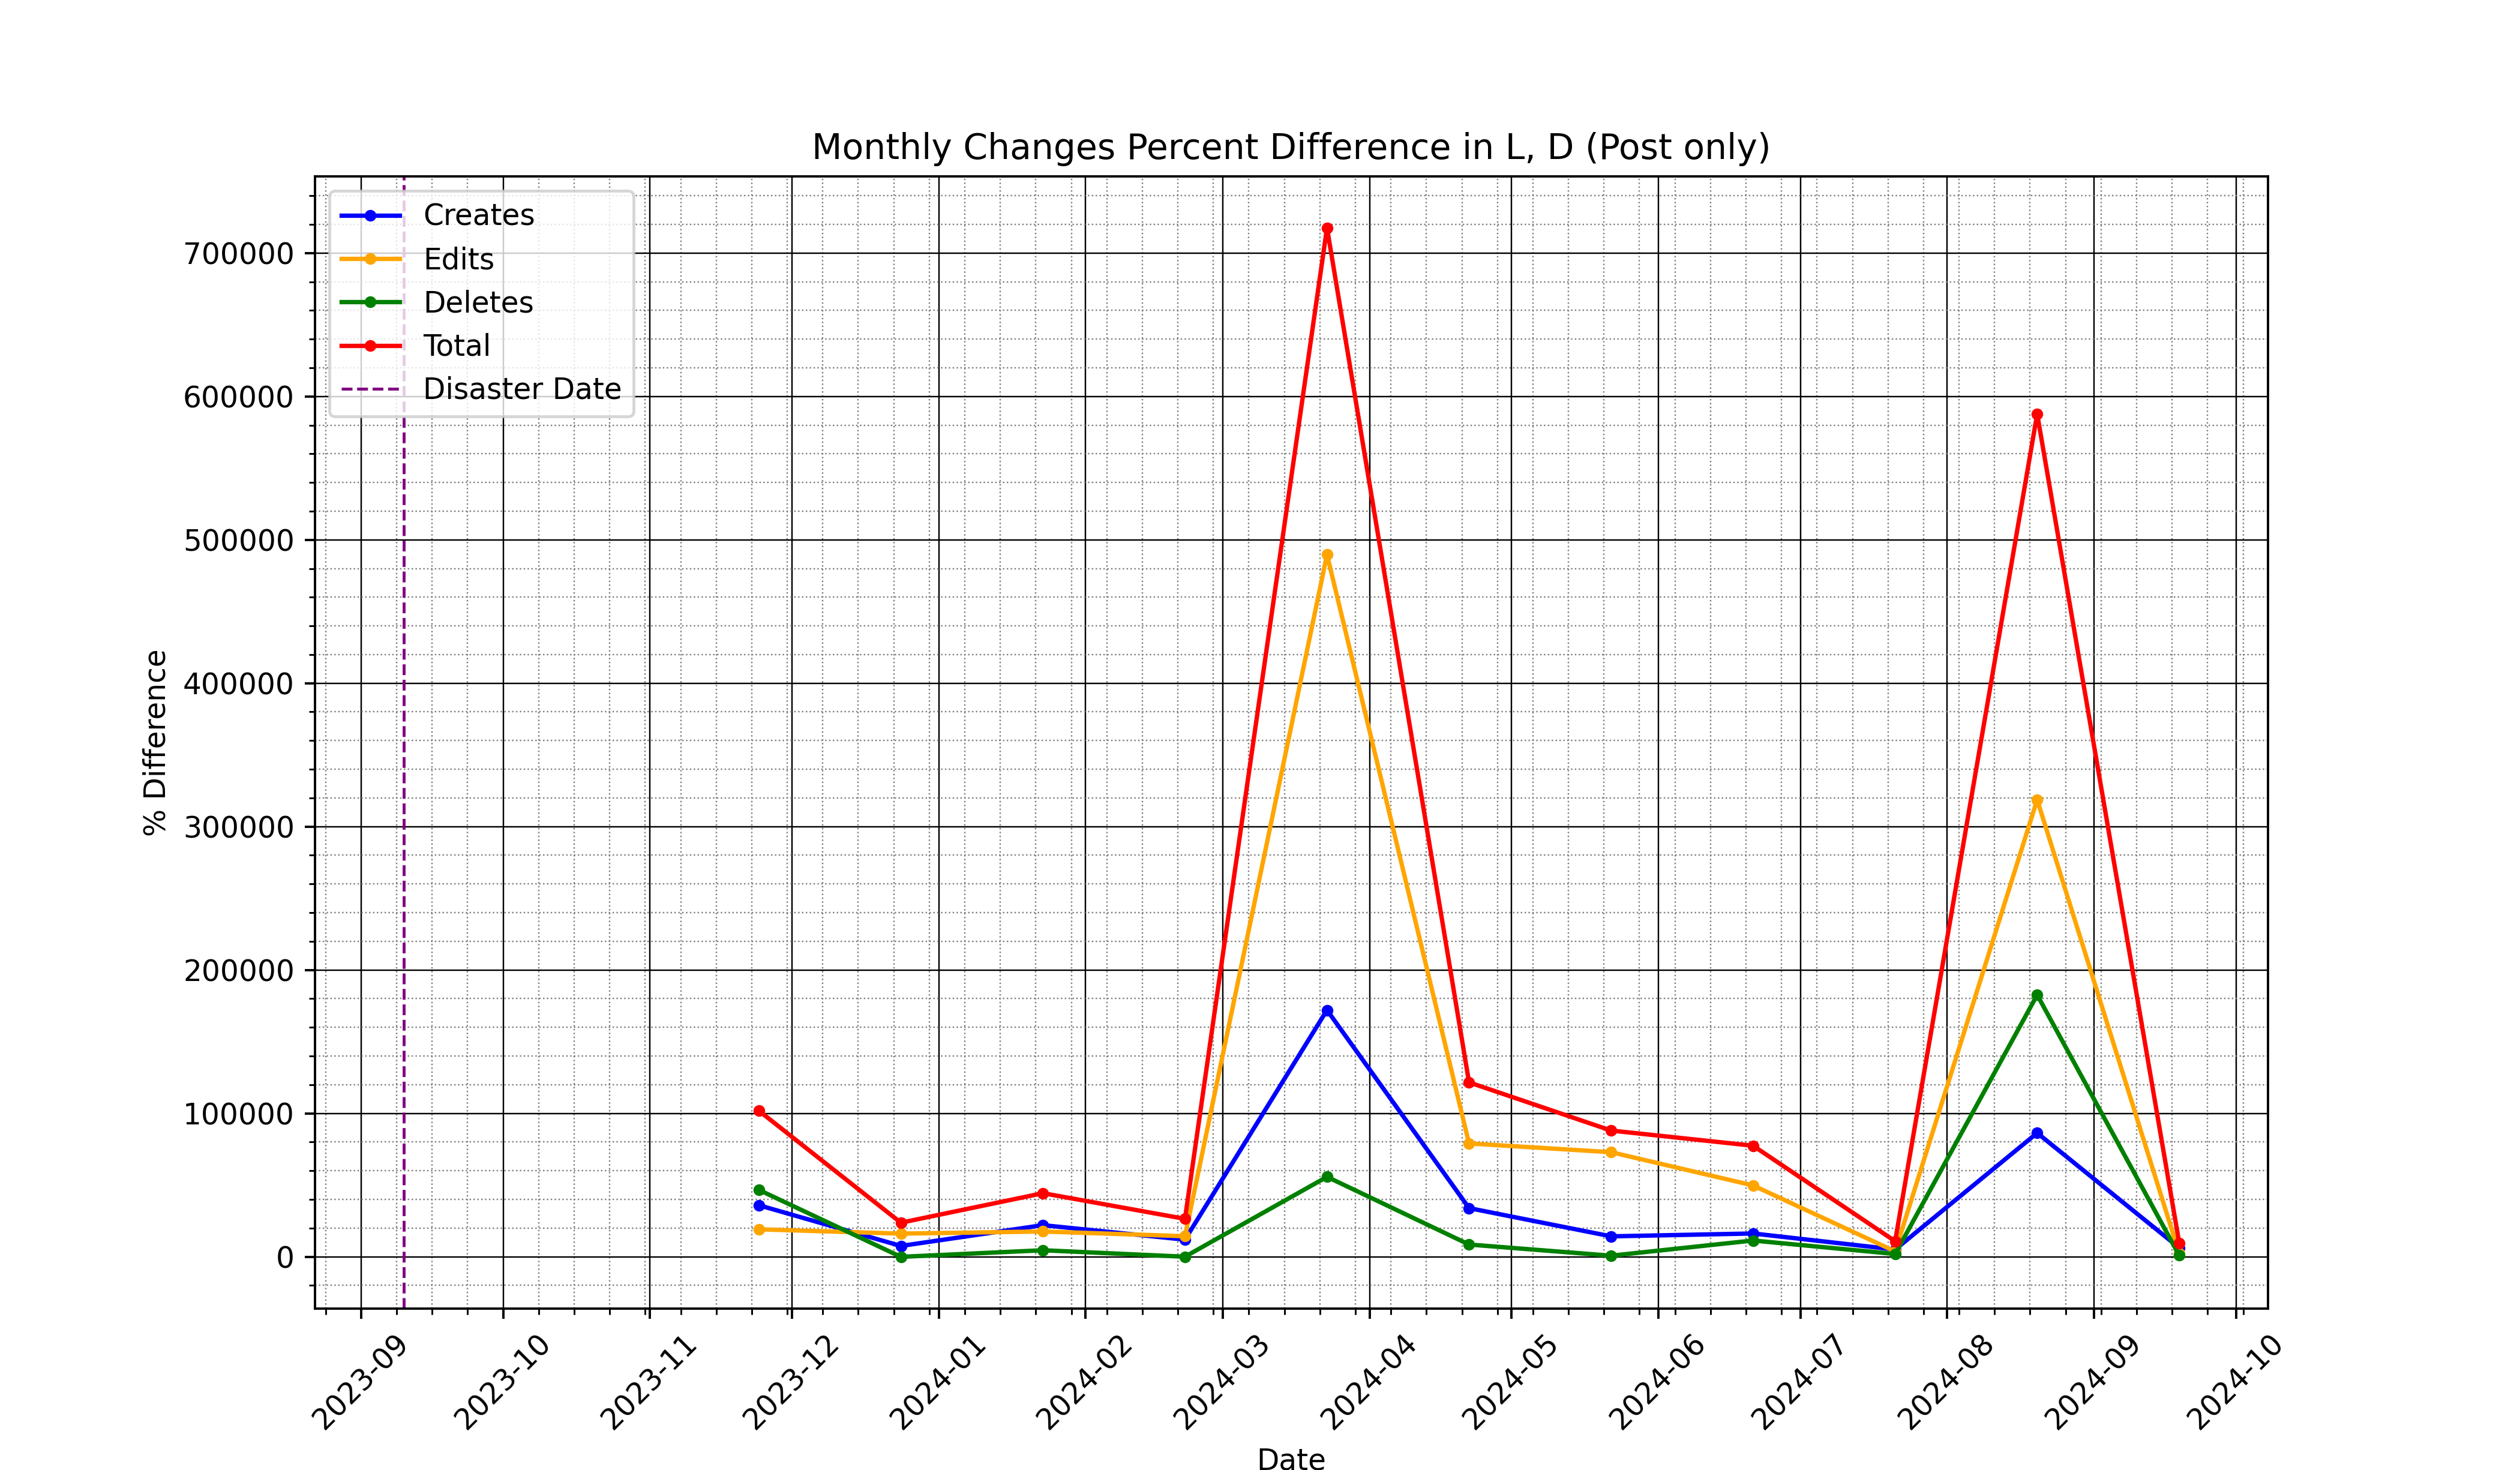 Monthly Changes Percent Difference in L, D (Post only)
Creates
Edits
Deletes
Total
Disaster Date
% Difference
700000
600000
500000
400000
300000
200000
100000
0
2023-09
2023-10
2023-11
2023-12
2024-01
2024-02
2024-03
2024-04
2024-05
2024-06
2024-07
2024-08
2024-09
2024-10
Date